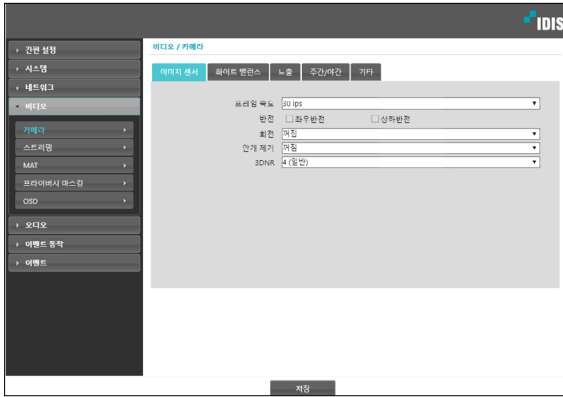 IDIS
간편 설정
시스템
네트워크
비디오
카메라
스트리밍
MAT
프라이버시 마스킹
OSD
오디오
이벤트 동작
이벤트
비디오 / 카메라
이미지 센서 화이트 밸런스 노출 주간/야간 기타
프레임 속도 30 ips
반전 좌우반전 상하반전
회전 꺼짐
안개 제거 꺼짐
3DNR 4 (일반)
저장